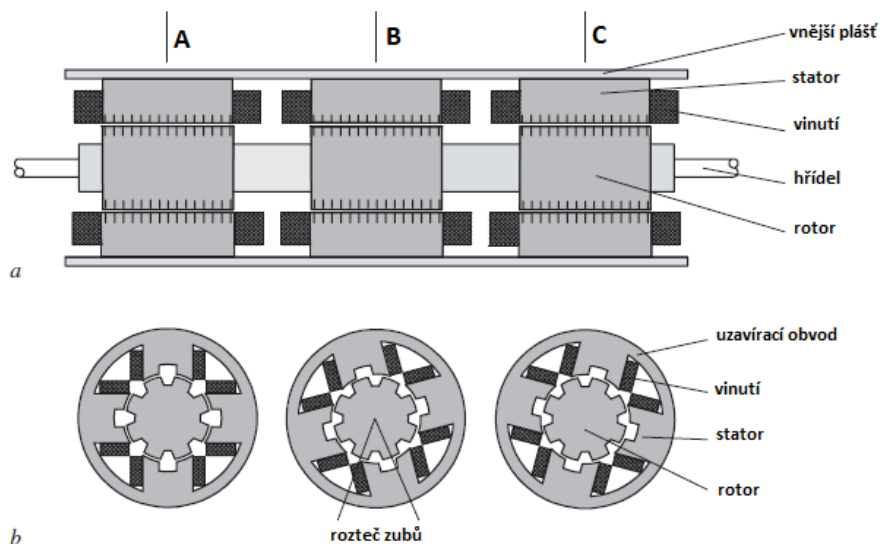 A
B
C
vnější plášť
stator
vinutí
hřídel
rotor
a
uzavírací obvod
vinutí
stator
rotor
rozteč zubů
b